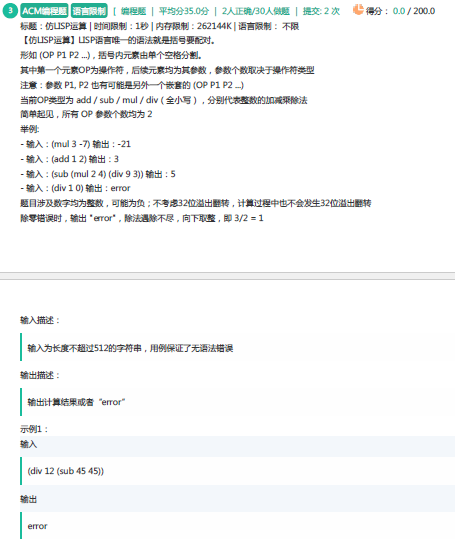 3 ACM编程题 语言限制 [ 编程题 | 平均分35.0分 | 2人正确/30人做题 | 提交: 2 次 得分： 0.0 / 200.0
标题：仿LISP运算 | 时间限制：1秒 | 内存限制：262144K | 语言限制： 不限
【仿LISP运算】LISP语言唯一的语法就是括号要配对。
形如 (OP P1 P2 ...)，括号内元素由单个空格分割。
其中第一个元素OP为操作符，后续元素均为其参数，参数个数取决于操作符类型
注意：参数 P1, P2 也有可能是另外一个嵌套的 (OP P1 P2 ...)
当前OP类型为 add / sub / mul / div（全小写），分别代表整数的加减乘除法
简单起见，所有 OP 参数个数均为 2
举例:
- 输入：(mul 3 -7) 输出：-21
- 输入：(add 1 2) 输出：3
- 输入：(sub (mul 2 4) (div 9 3)) 输出：5
- 输入：(div 1 0) 输出：error
题目涉及数字均为整数，可能为负；不考虑32位溢出翻转，计算过程中也不会发生32位溢出翻转
除零错误时，输出 "error"，除法遇除不尽，向下取整，即 3/2 = 1
输入描述：
输入为长度不超过512的字符串，用例保证了无语法错误
输出描述：
输出计算结果或者“error”
示例1：
输入
(div 12 (sub 45 45))
输出
error